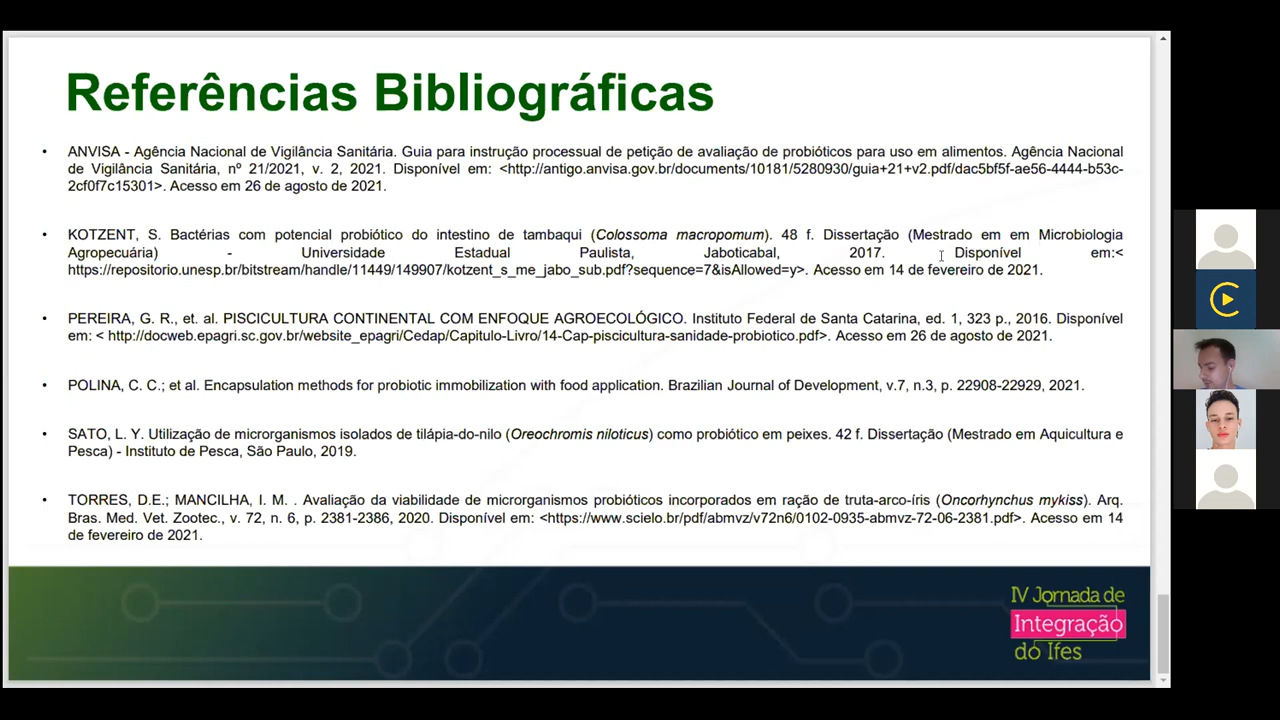 Referências Bibliográficas
• ANVISA - Agência Nacional de Vigilância Sanitária. Guia para instrução processual de petição de avaliação de probióticos para uso em alimentos. Agência Nacional
de Vigilância Sanitária, nº 21/2021, v. 2, 2021. Disponível em: <http://antigo.anvisa.gov.br/documents/10181/5280930/guia+21+v2.pdf/dac5bf5f-ae56-4444-b53c-
2cf0f7c15301>. Acesso em 26 de agosto de 2021.
• KOTZENT, S. Bactérias com potencial probiótico do intestino de tambaqui (Colossoma macropomum). 48 f. Dissertação (Mestrado em em Microbiologia
Agropecuária) - Universidade Estadual Paulista, Jaboticabal, 2017. Disponível em:<
https://repositorio.unesp.br/bitstream/handle/11449/149907/kotzent_s_me_jabo_sub.pdf?sequence=7&isAllowed=y>. Acesso em 14 de fevereiro de 2021.
• PEREIRA, G. R., et. al. PISCICULTURA CONTINENTAL COM ENFOQUE AGROECOLÓGICO. Instituto Federal de Santa Catarina, ed. 1, 323 p., 2016. Disponível
em: < http://docweb.epagri.sc.gov.br/website_epagri/Cedap/Capitulo-Livro/14-Cap-piscicultura-sanidade-probiotico.pdf>. Acesso em 26 de agosto de 2021.
• POLINA, C. C.; et al. Encapsulation methods for probiotic immobilization with food application. Brazilian Journal of Development, v.7, n.3, p. 22908-22929, 2021.
• SATO, L. Y. Utilização de microrganismos isolados de tilápia-do-nilo (Oreochromis niloticus) como probiótico em peixes. 42 f. Dissertação (Mestrado em Aquicultura e
Pesca) - Instituto de Pesca, São Paulo, 2019.
• TORRES, D.E.; MANCILHA, I. M. . Avaliação da viabilidade de microrganismos probióticos incorporados em ração de truta-arco-íris (Oncorhynchus mykiss). Arq.
Bras. Med. Vet. Zootec., v. 72, n. 6, p. 2381-2386, 2020. Disponível em: <https://www.scielo.br/pdf/abmvz/v72n6/0102-0935-abmvz-72-06-2381.pdf>. Acesso em 14
de fevereiro de 2021.
IV Jornada de
Integração
do Ifes